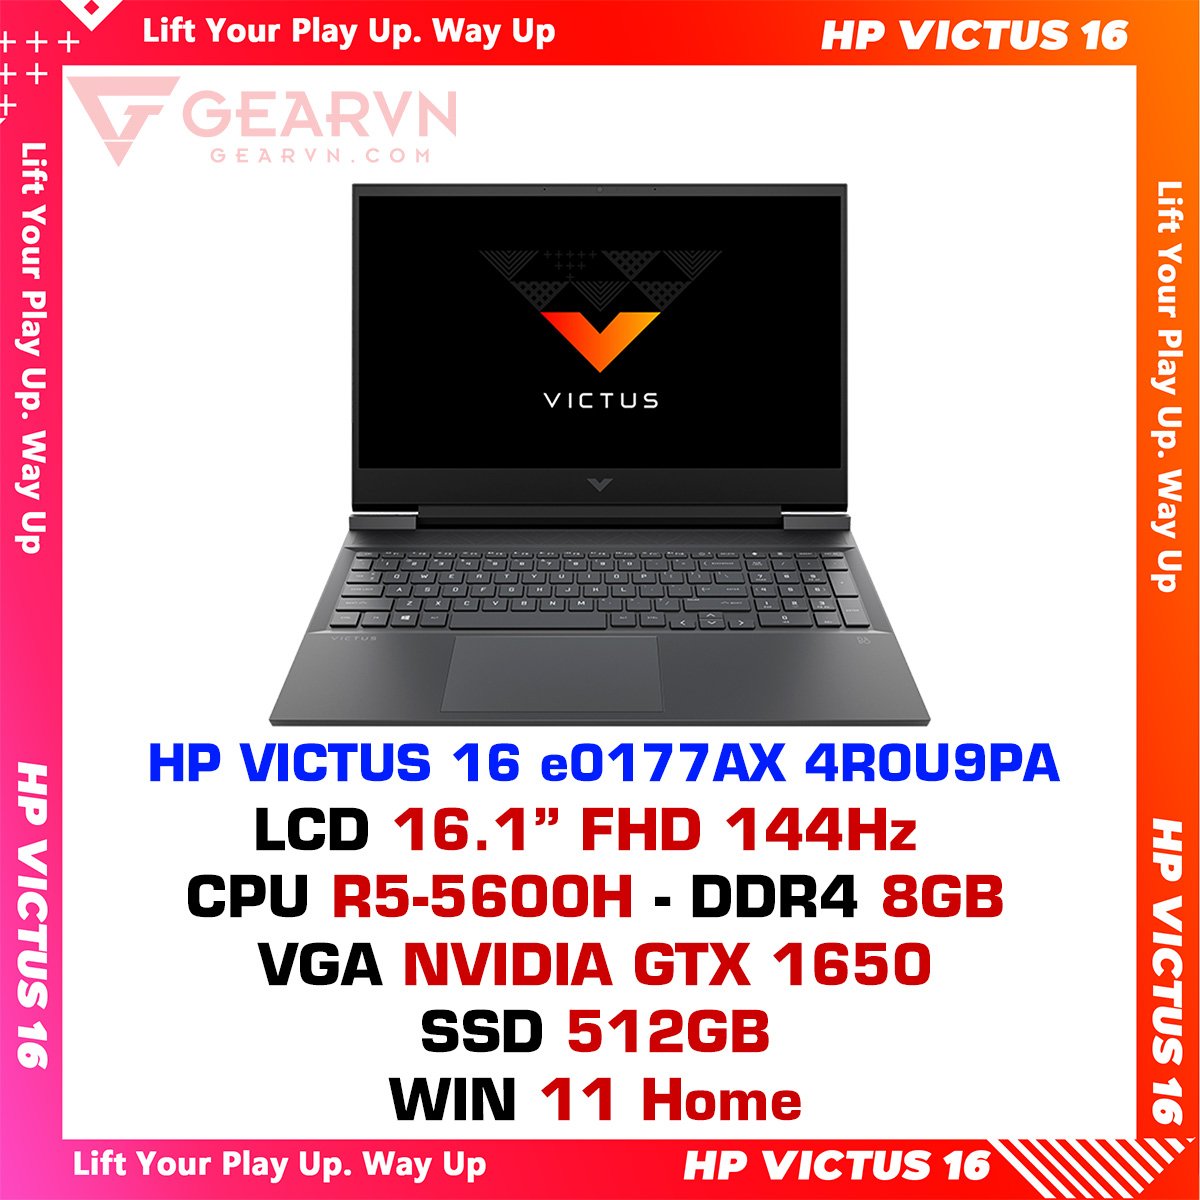 Lift Your Play Up. Way Up
HP VICTUS 16
GEARVN
GEARVN.COM
Lift Your Play Up. Way Up
Lift Your Play Up. Way Up
VICTUS
VICTUS
HP VICTUS 16 e0177AX 4R0U9PA
LCD 16.1” FHD 144Hz
CPU R5-5600H - DDR4 8GB
VGA NVIDIA GTX 1650
SSD 512GB
WIN 11 Home
HP VICTUS 16
HP VICTUS 16
Lift Your Play Up. Way Up
HP VICTUS 16